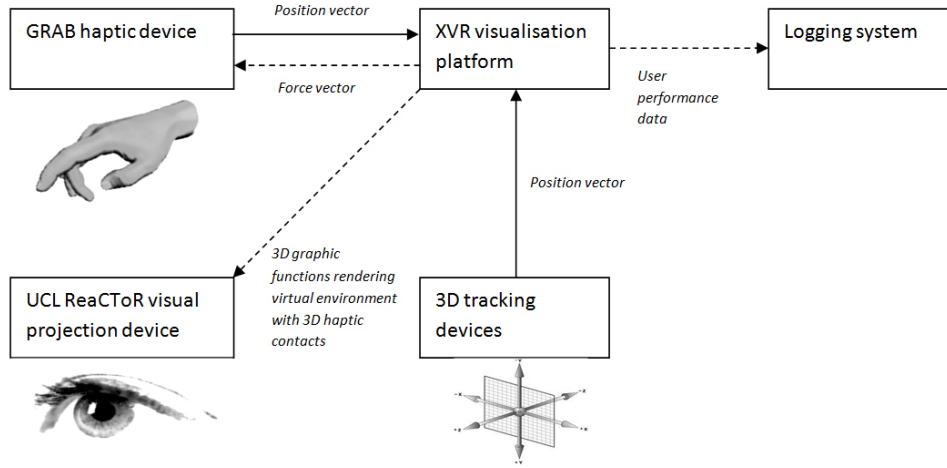 Position vector
GRAB haptic device
XVR visualisation
platform
Logging system
Force vector
User
performance
data
Position vector
3D graphic
functions rendering
virtual environment
with 3D haptic
contacts
UCL ReaCToR visual
projection device
3D tracking
devices